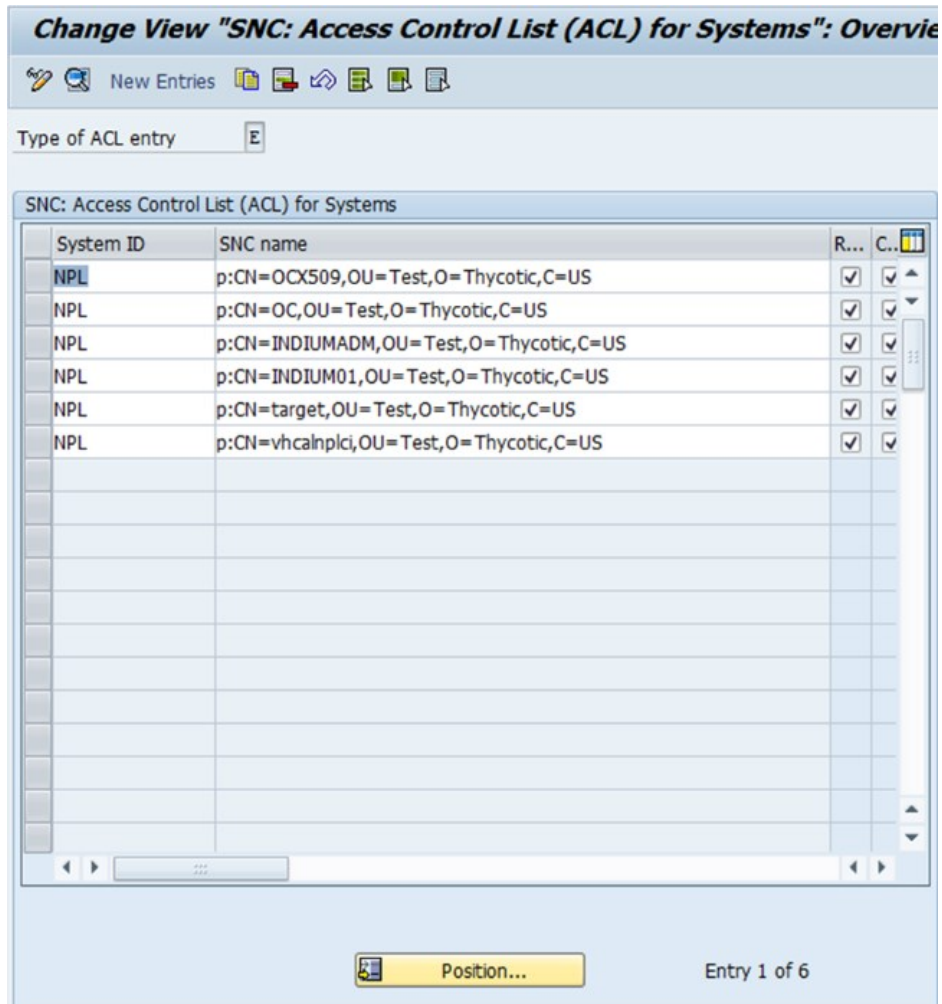 Change View "SNC: Access Control List (ACL) for Systems": Overvie
New Entries
Type of ACL entry E
SNC: Access Control List (ACL) for Systems
System ID SNC name R... C..
NPL p:CN=OCX509,OU=Test,O=Thycotic,C=US
NPL p:CN=OC,OU=Test,O=Thycotic,C=US
NPL p:CN=INDIUMADM,OU=Test,O=Thycotic,C=US
NPL p:CN=INDIUM01,OU=Test,O=Thycotic,C=US
NPL p:CN=target,OU=Test,O=Thycotic,C=US
NPL p:CN=vhcalnplci,OU=Test,O=Thycotic,C=US
Position... Entry 1 of 6